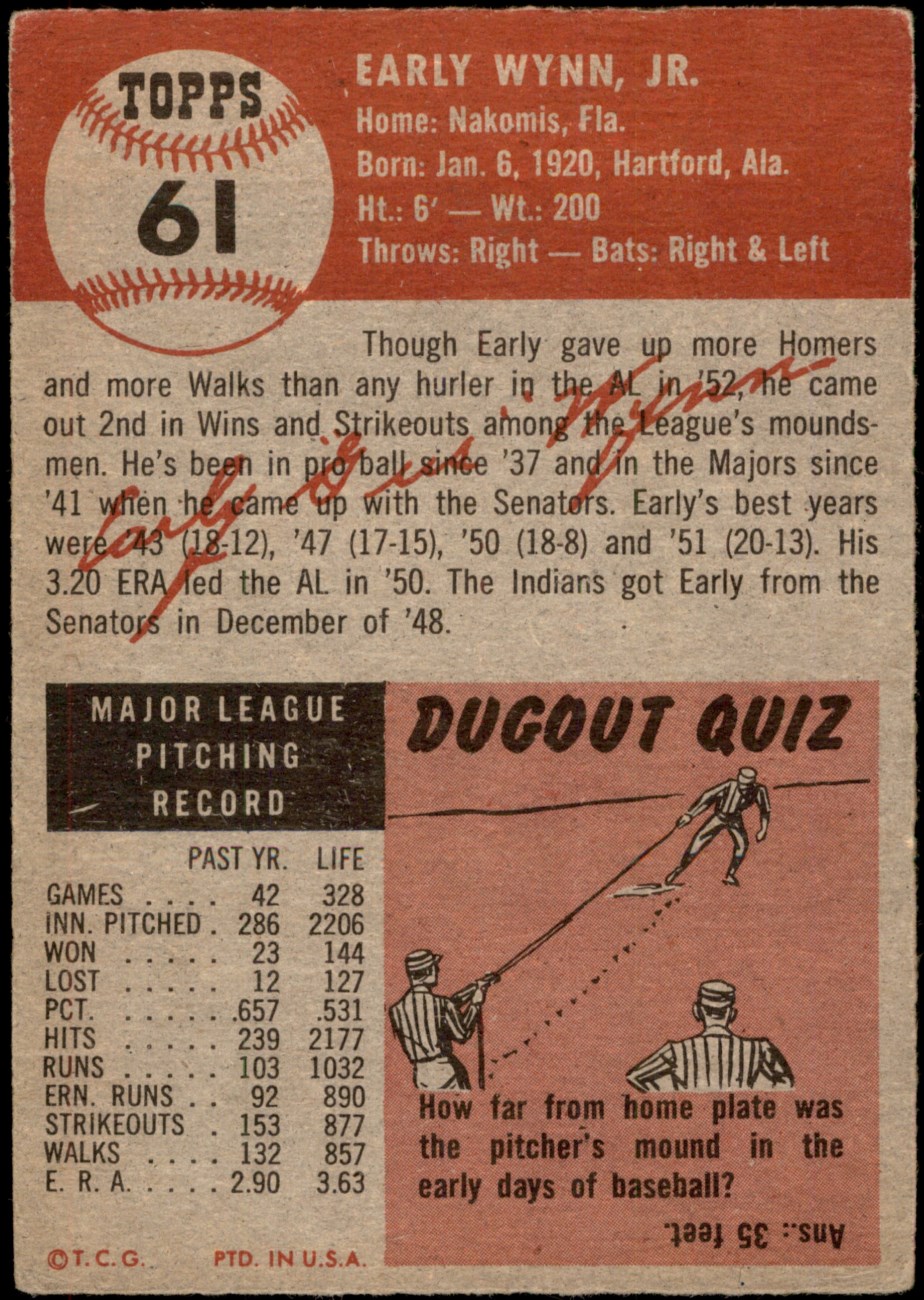 TOPPS
61
EARLY WYNN, JR.
Home: Nakomis, Fla.
Born: Jan. 6, 1920, Hartford, Ala.
Ht.: 6′ — Wt.: 200
Throws: Right — Bats: Right & Left
Though Early gave up more Homers
and more Walks than any hurler in the AL in '52, he came
out 2nd in Wins and Strikeouts among the League's mounds-
men. He's been in pro ball since '37 and in the Majors since
'41 when he came up with the Senators. Early's best years
were '43 (18-12), '47 (17-15), '50 (18-8) and '51 (20-13). His
3.20 ERA led the AL in '50. The Indians got Early from the
Senators in December of '48.
Early "Gus" Wynn
MAJOR LEAGUE
PITCHING
RECORD
PAST YR. LIFE
GAMES . . . . 42 328
INN. PITCHED . 286 2206
WON . . . . . 23 144
LOST . . . . . 12 127
PCT. . . . . . .657 .531
HITS . . . . . 239 2177
RUNS . . . . . 103 1032
ERN. RUNS . . 92 890
STRIKEOUTS . 153 877
WALKS . . . . 132 857
E. R. A. . . . . 2.90 3.63
©T.C.G. PTD. IN U.S.A.
DUGOUT QUIZ
How far from home plate was
the pitcher's mound in the
early days of baseball?
Ans.: 35 feet.